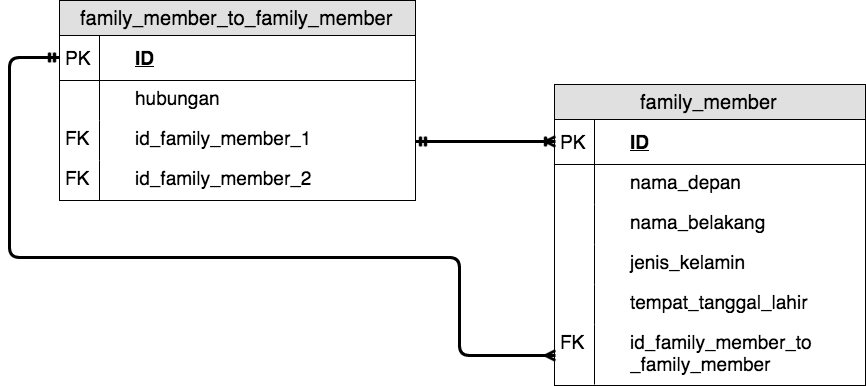 family_member_to_family_member
PK ID
hubungan
FK id_family_member_1
FK id_family_member_2
family_member
PK ID
nama_depan
nama_belakang
jenis_kelamin
tempat_tanggal_lahir
FK id_family_member_to
_family_member